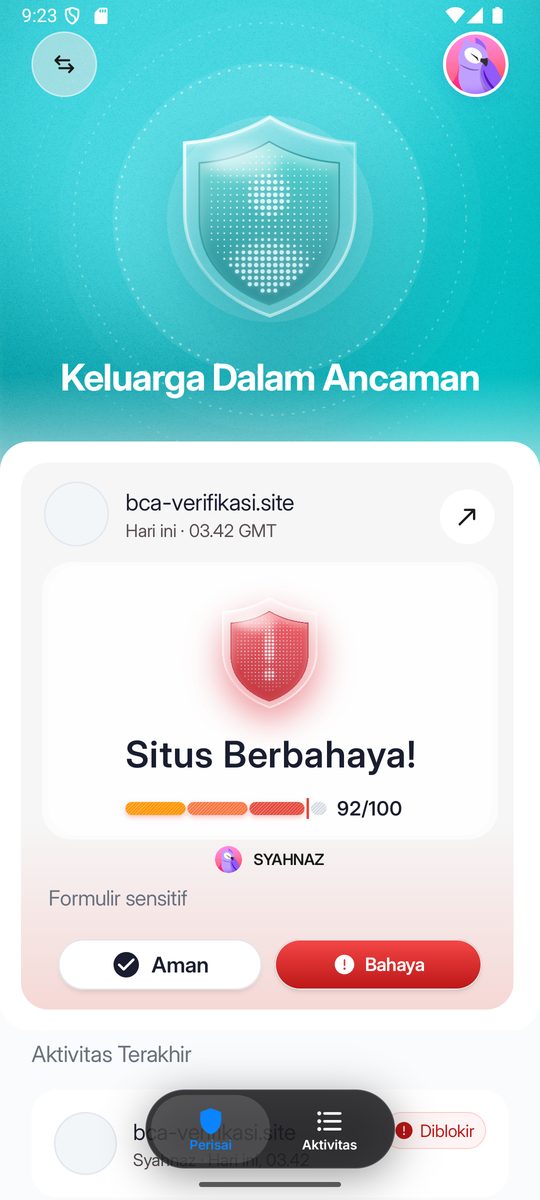 9:23
Keluarga Dalam Ancaman
bca-verifikasi.site
Hari ini · 03.42 GMT
Situs Berbahaya!
92/100
SYAHNAZ
Formulir sensitif
Aman
Bahaya
Aktivitas Terakhir
bca-verifikasi.site
Diblokir
Syahnaz · Hari ini, 03.42
Perisai
Aktivitas